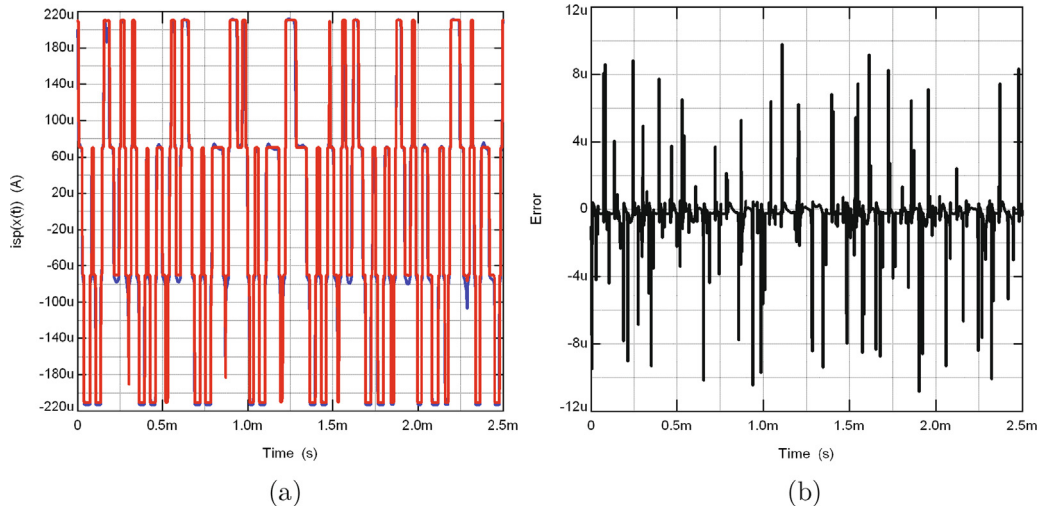 220u
180u
140u
100u
60u
20u
-20u
-60u
-100u
-140u
-180u
-220u
isp(x(t)) (A)
0
0.5m
1.0m
1.5m
2.0m
2.5m
Time (s)
(a)
12u
8u
4u
0
-4u
-8u
-12u
Error
0
0.5m
1.0m
1.5m
2.0m
2.5m
Time (s)
(b)